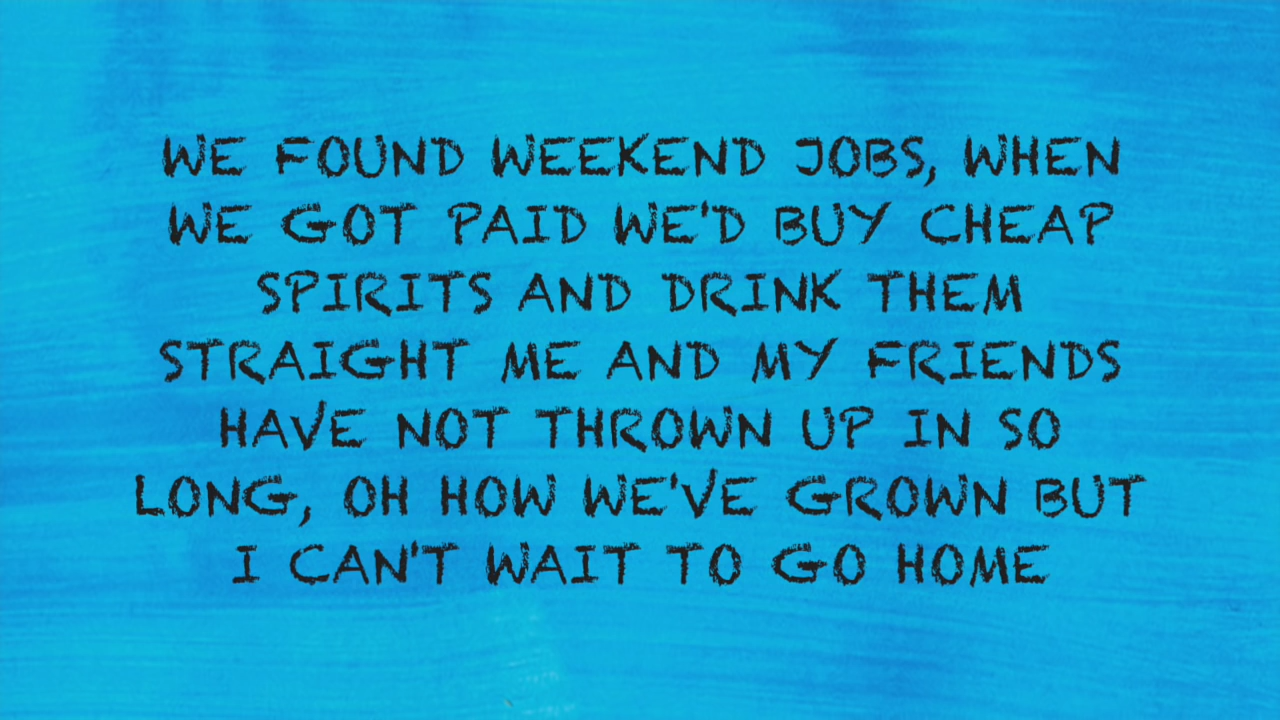 WE FOUND WEEKEND JOBS, WHEN
WE GOT PAID WE'D BUY CHEAP
SPIRITS AND DRINK THEM
STRAIGHT ME AND MY FRIENDS
HAVE NOT THROWN UP IN SO
LONG, OH HOW WE'VE GROWN BUT
I CAN'T WAIT TO GO HOME